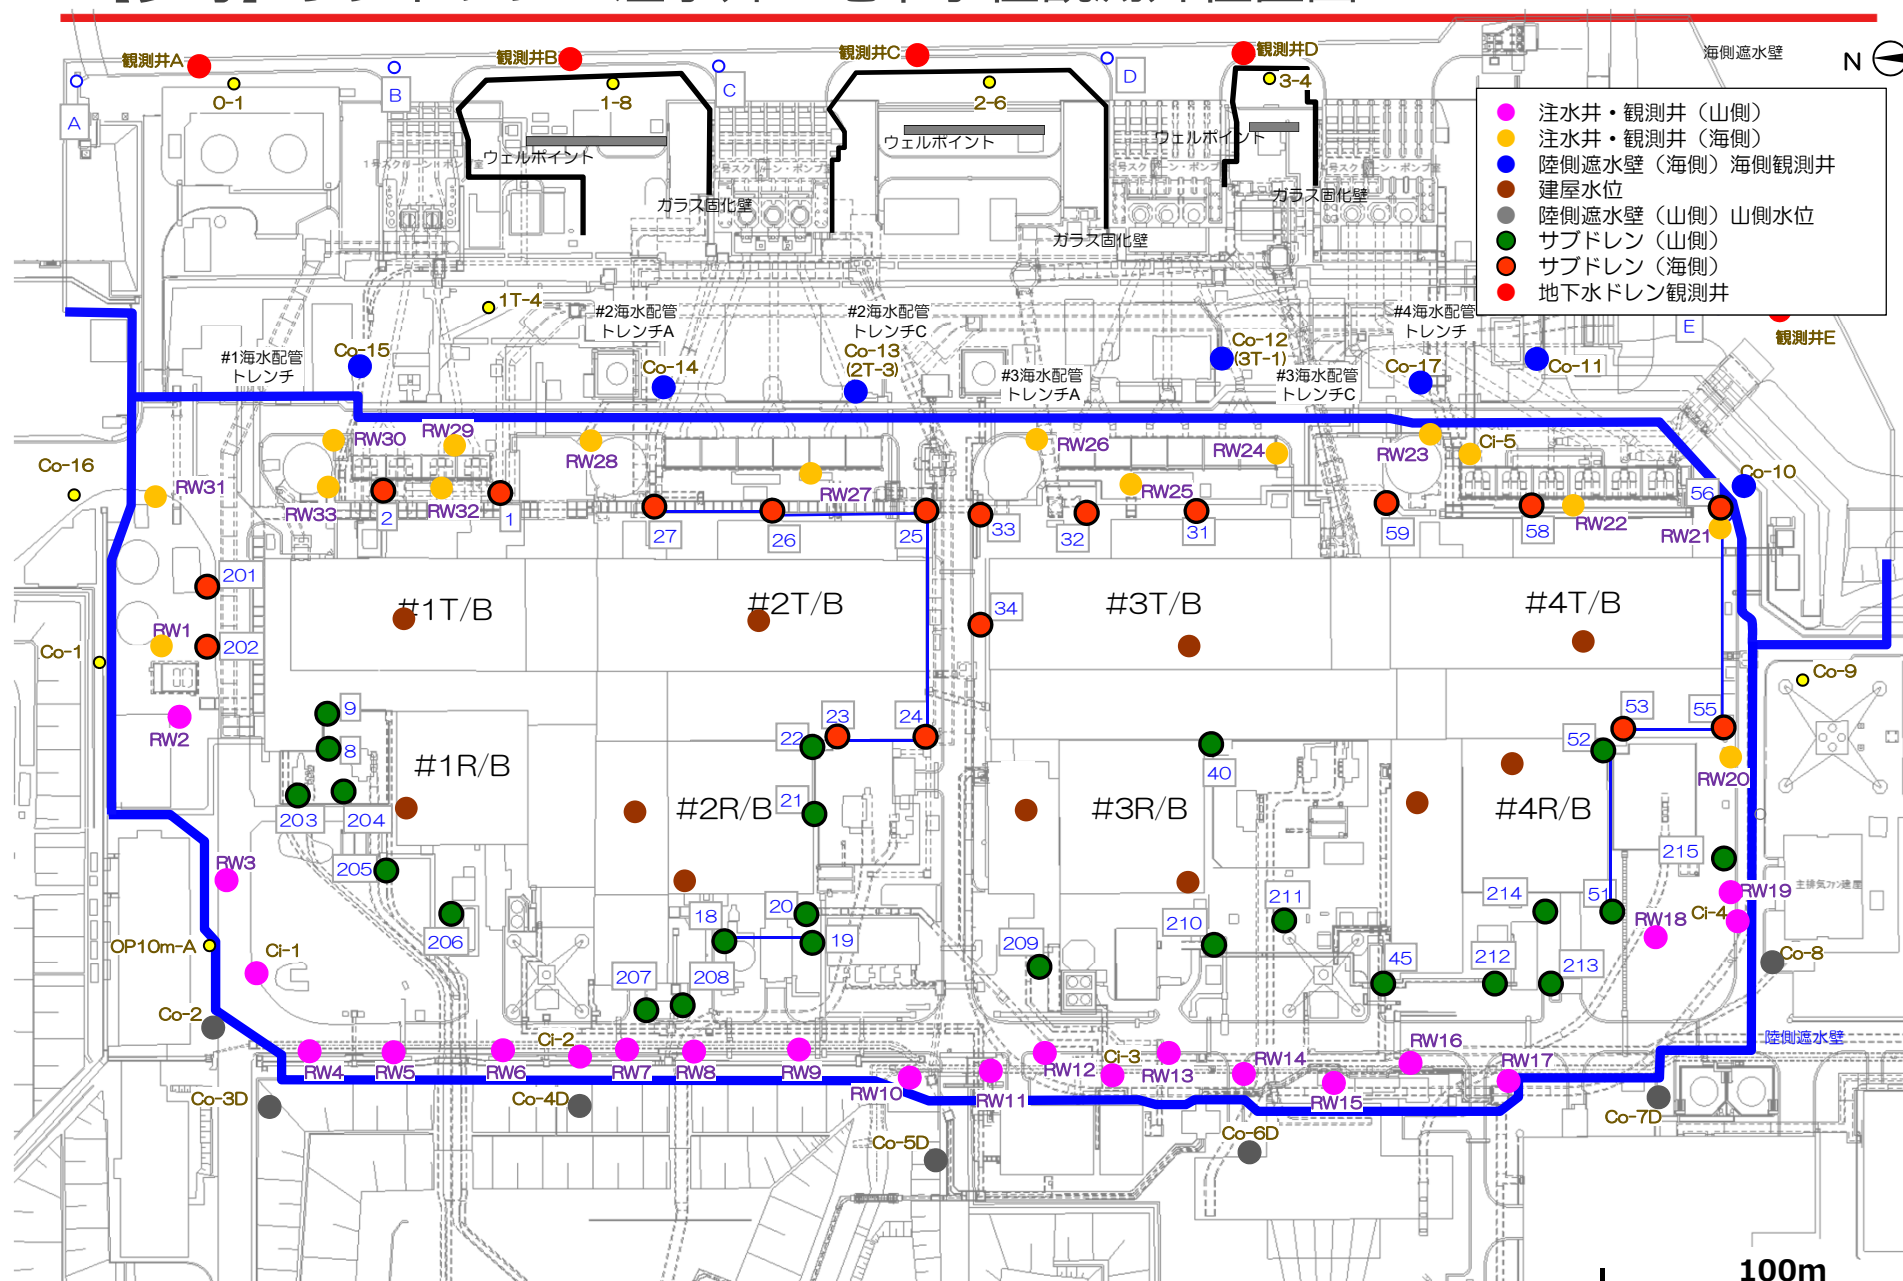 海側遮水壁
N
観測井A
観測井B
観測井C
観測井D
0-1
1-8
2-6
3-4
A
B
C
D
注水井・観測井（山側）
注水井・観測井（海側）
陸側遮水壁（海側）海側観測井
建屋水位
陸側遮水壁（山側）山側水位
サブドレン（山側）
サブドレン（海側）
地下水ドレン観測井
ウェルポイント
ウェルポイント
ウェルポイント
ガラス固化壁
ガラス固化壁
ガラス固化壁
1T-4
#2海水配管
トレンチA
#2海水配管
トレンチC
#4海水配管
トレンチ
E
観測井E
#1海水配管
トレンチ
Co-15
Co-14
Co-13
(2T-3)
#3海水配管
トレンチA
Co-12
(3T-1)
#3海水配管
トレンチC
Co-17
Co-11
RW30
RW29
RW28
RW26
RW24
RW23
Ci-5
Co-16
RW31
RW33
RW32
RW27
RW25
RW22
RW21
Co-10
2
1
27
26
25
33
32
31
59
58
56
201
202
34
#1T/B
#2T/B
#3T/B
#4T/B
RW1
Co-1
Co-9
RW2
9
8
22
23
24
40
52
53
55
RW20
#1R/B
#2R/B
#3R/B
#4R/B
203
204
21
215
205
RW3
主排気ファン建屋
RW19
206
18
20
19
211
210
214
51
RW18
Ci-4
OP10m-A
Ci-1
207
208
209
45
212
213
Co-8
Co-2
陸側遮水壁
RW4
RW5
RW6
Ci-2
RW7
RW8
RW9
RW10
RW11
RW12
Ci-3
RW13
RW14
RW15
RW16
RW17
Co-3D
Co-4D
Co-5D
Co-6D
Co-7D
100m